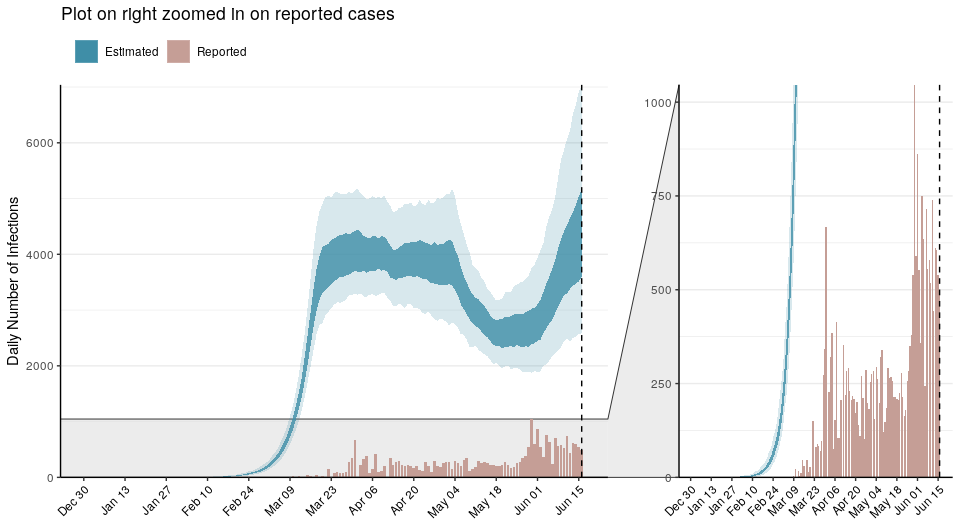 Plot on right zoomed in on reported cases
Estimated Reported
Daily Number of Infections
6000
4000
2000
0
Dec 30 Jan 13 Jan 27 Feb 10 Feb 24 Mar 09 Mar 23 Apr 06 Apr 20 May 04 May 18 Jun 01 Jun 15
1000
750
500
250
0
Dec 30 Jan 13 Jan 27 Feb 10 Feb 24 Mar 09 Mar 23 Apr 06 Apr 20 May 04 May 18 Jun 01 Jun 15